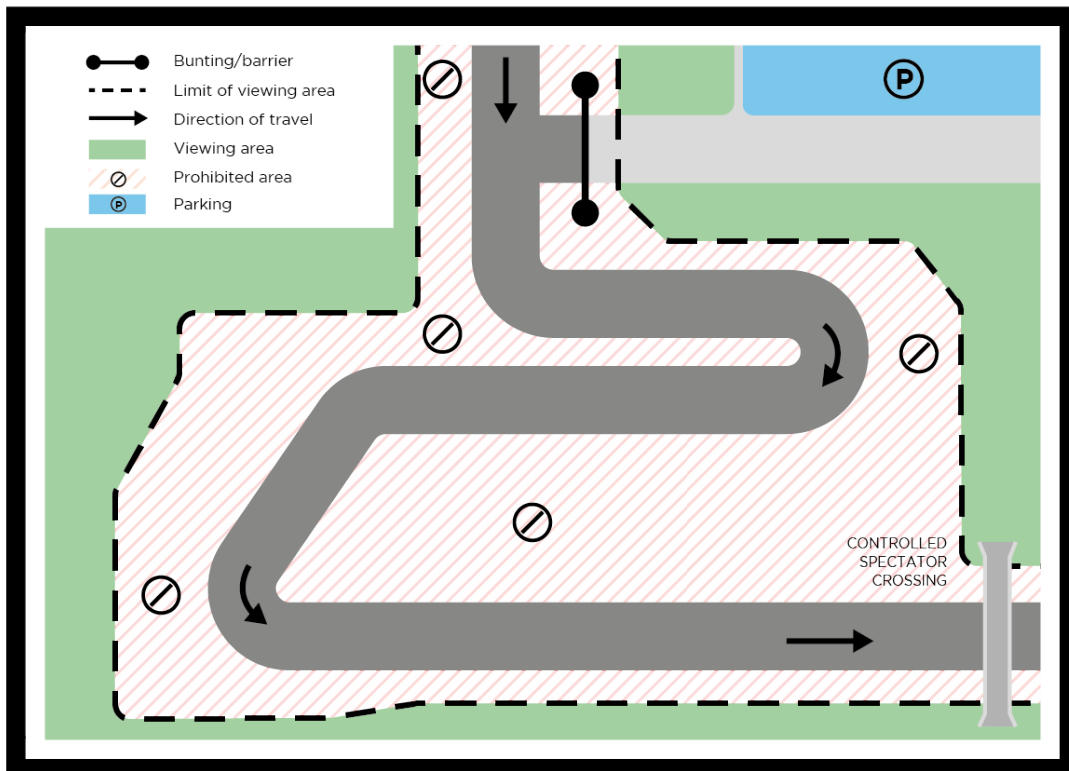 Bunting/barrier
Limit of viewing area
Direction of travel
Viewing area
Prohibited area
P Parking
P
CONTROLLED
SPECTATOR
CROSSING